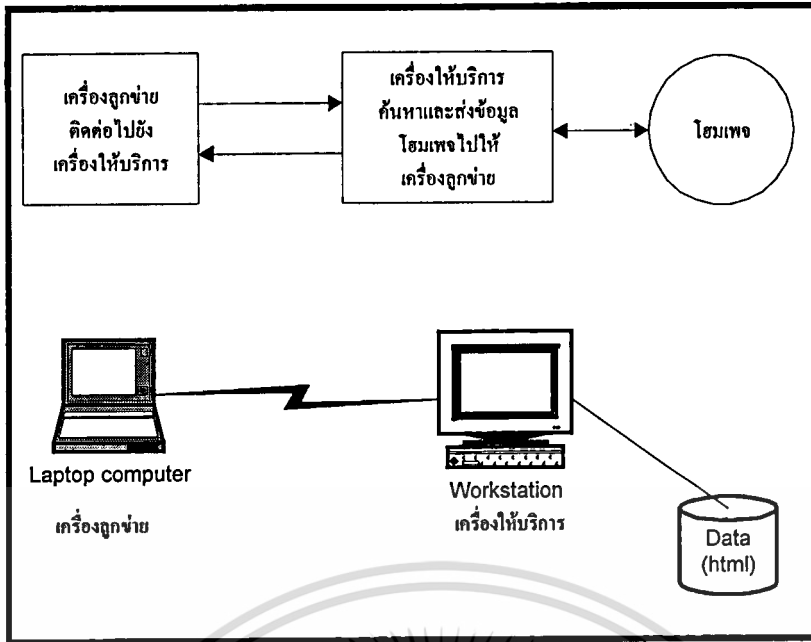 เครื่องลูกข่าย
ติดต่อไปยัง
เครื่องให้บริการ
เครื่องให้บริการ
ค้นหาและส่งข้อมูล
โฮมเพจไปให้
เครื่องลูกข่าย
โฮมเพจ
Laptop computer
เครื่องลูกข่าย
Workstation
เครื่องให้บริการ
Data
(html)